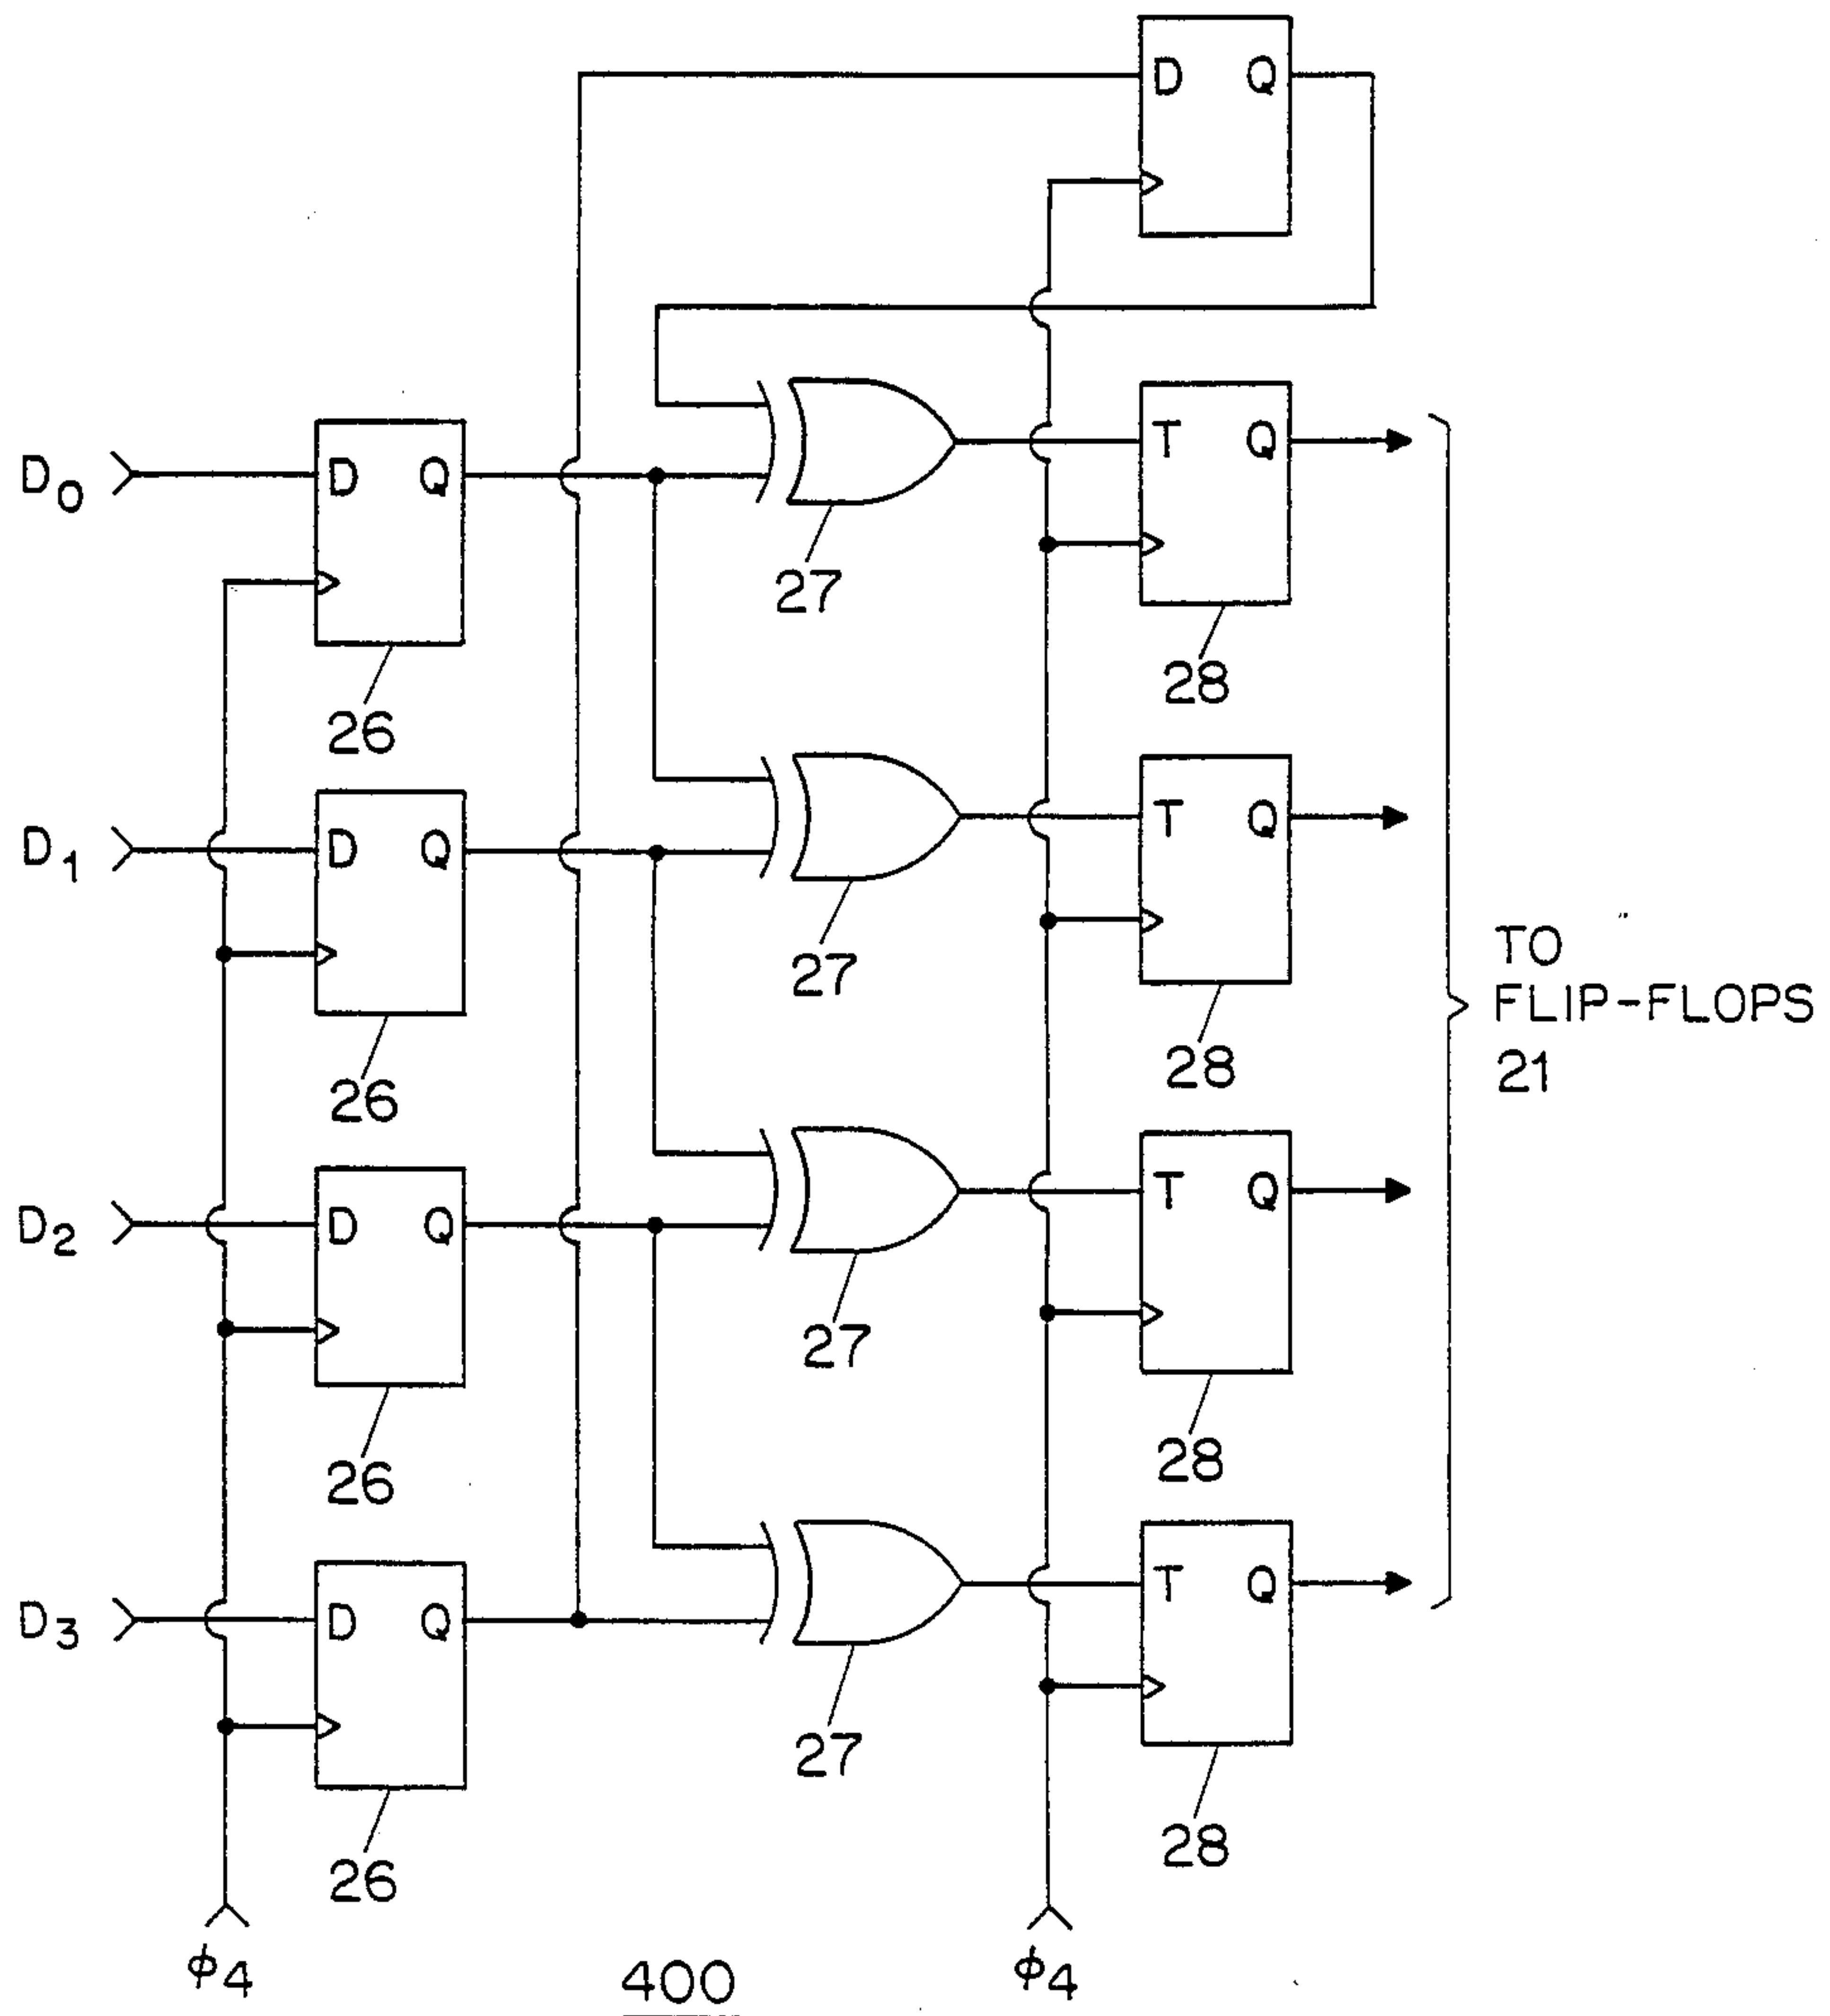 D Q
D0 D Q T Q
27
28
26
D1 D Q T Q
27
28
26
TO
FLIP-FLOPS
21
D2 D Q T Q
27
28
26
D3 D Q T Q
27
28
26
ϕ4 ϕ4
400